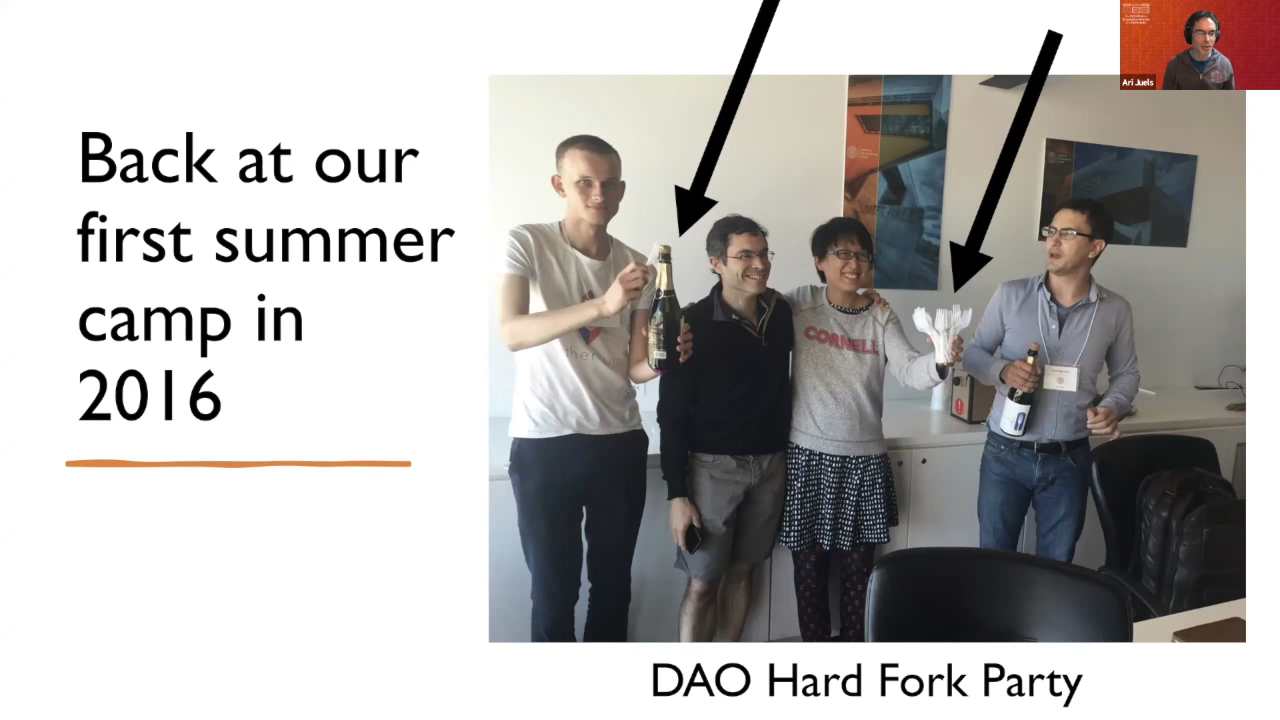 Back at our
first summer
camp in
2016
Ari Juels
CORNELL
DAO Hard Fork Party